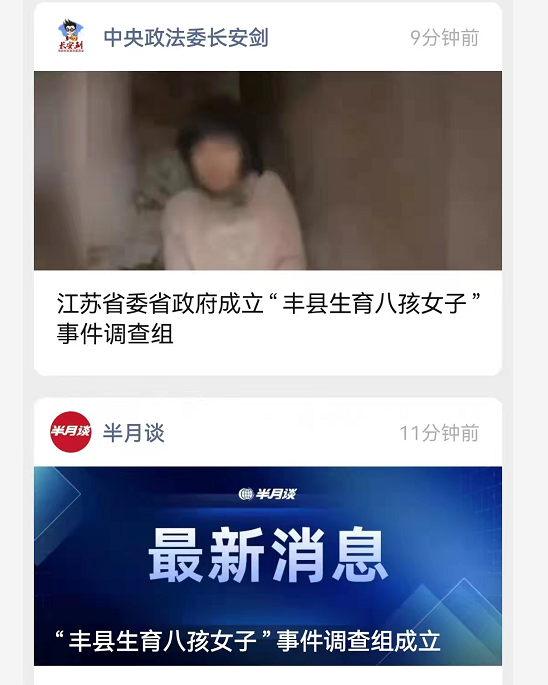 长安剑
中央政法委长安剑
9分钟前
江苏省委省政府成立“丰县生育八孩女子”
事件调查组
半月谈
半月谈
11分钟前
半月谈
最新消息
“丰县生育八孩女子”事件调查组成立